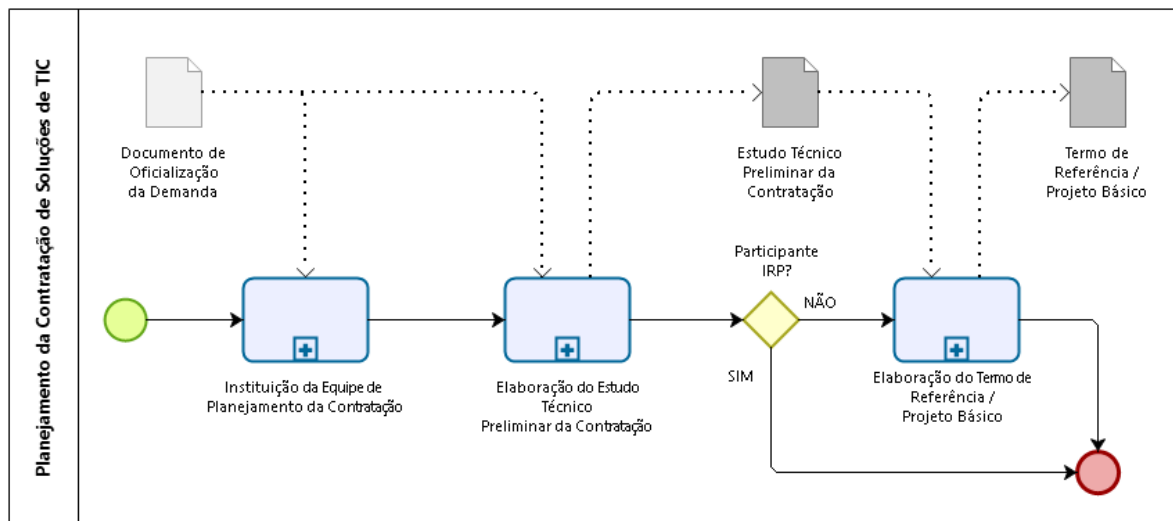 Planejamento da Contratação de Soluções de TIC
Documento de
Oficialização
da Demanda
Estudo Técnico
Preliminar da
Contratação
Termo de
Referência /
Projeto Básico
Participante
IRP?
NÃO
SIM
Instituição da Equipe de
Planejamento da Contratação
Elaboração do Estudo
Técnico
Preliminar da Contratação
Elaboração do Termo de
Referência /
Projeto Básico